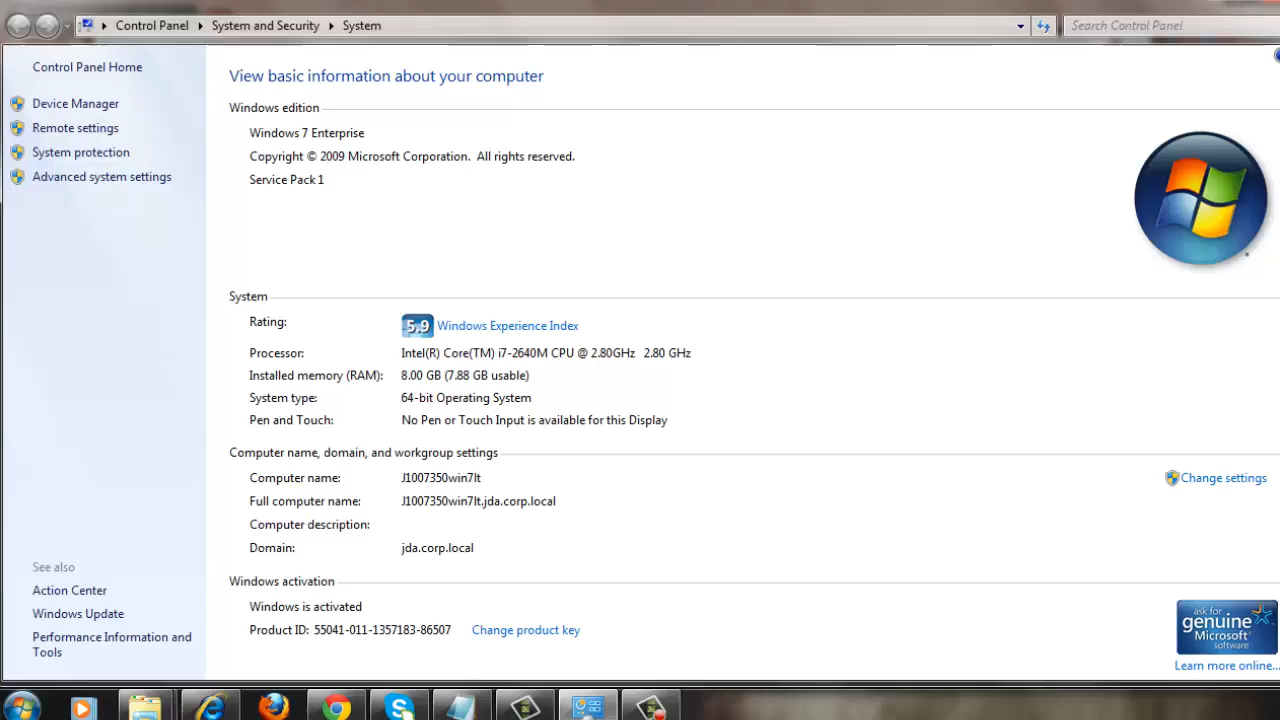 Control Panel System and Security System
Search Control Panel
Control Panel Home
Device Manager
Remote settings
System protection
Advanced system settings
See also
Action Center
Windows Update
Performance Information and
Tools
View basic information about your computer
Windows edition
Windows 7 Enterprise
Copyright © 2009 Microsoft Corporation. All rights reserved.
Service Pack 1
System
Rating: 5.9 Windows Experience Index
Processor: Intel(R) Core(TM) i7-2640M CPU @ 2.80GHz 2.80 GHz
Installed memory (RAM): 8.00 GB (7.88 GB usable)
System type: 64-bit Operating System
Pen and Touch: No Pen or Touch Input is available for this Display
Computer name, domain, and workgroup settings
Computer name: J1007350win7lt
Change settings
Full computer name: J1007350win7lt.jda.corp.local
Computer description:
Domain: jda.corp.local
Windows activation
Windows is activated
Product ID: 55041-011-1357183-86507 Change product key
ask for
genuine
Microsoft
software
Learn more online...